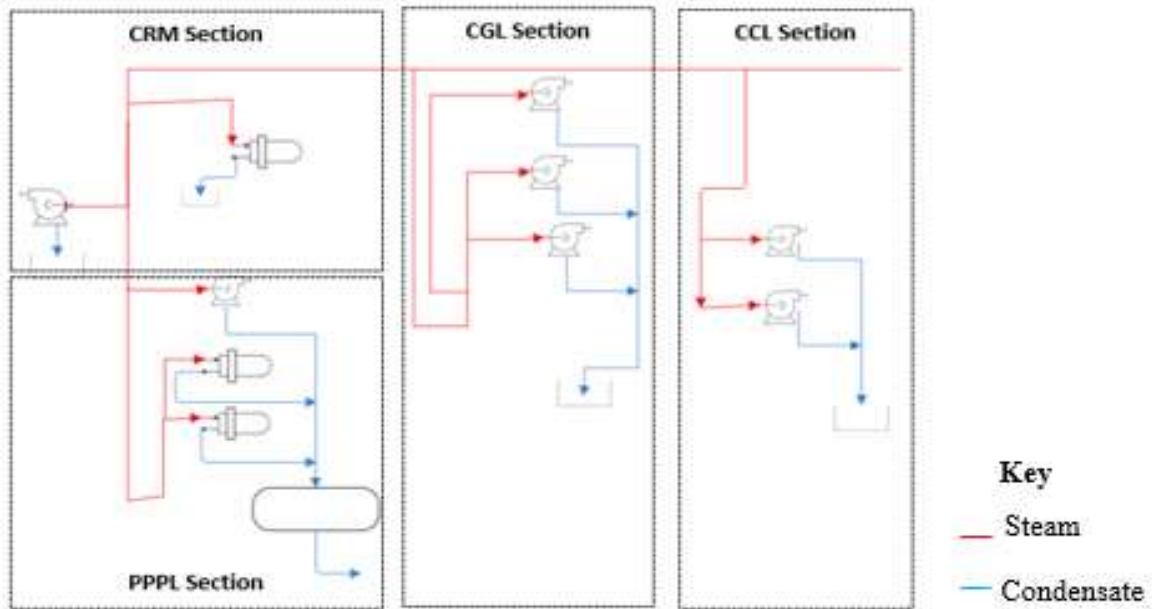 CRM Section
CGL Section
CCL Section
PPPL Section
Key
Steam
Condensate